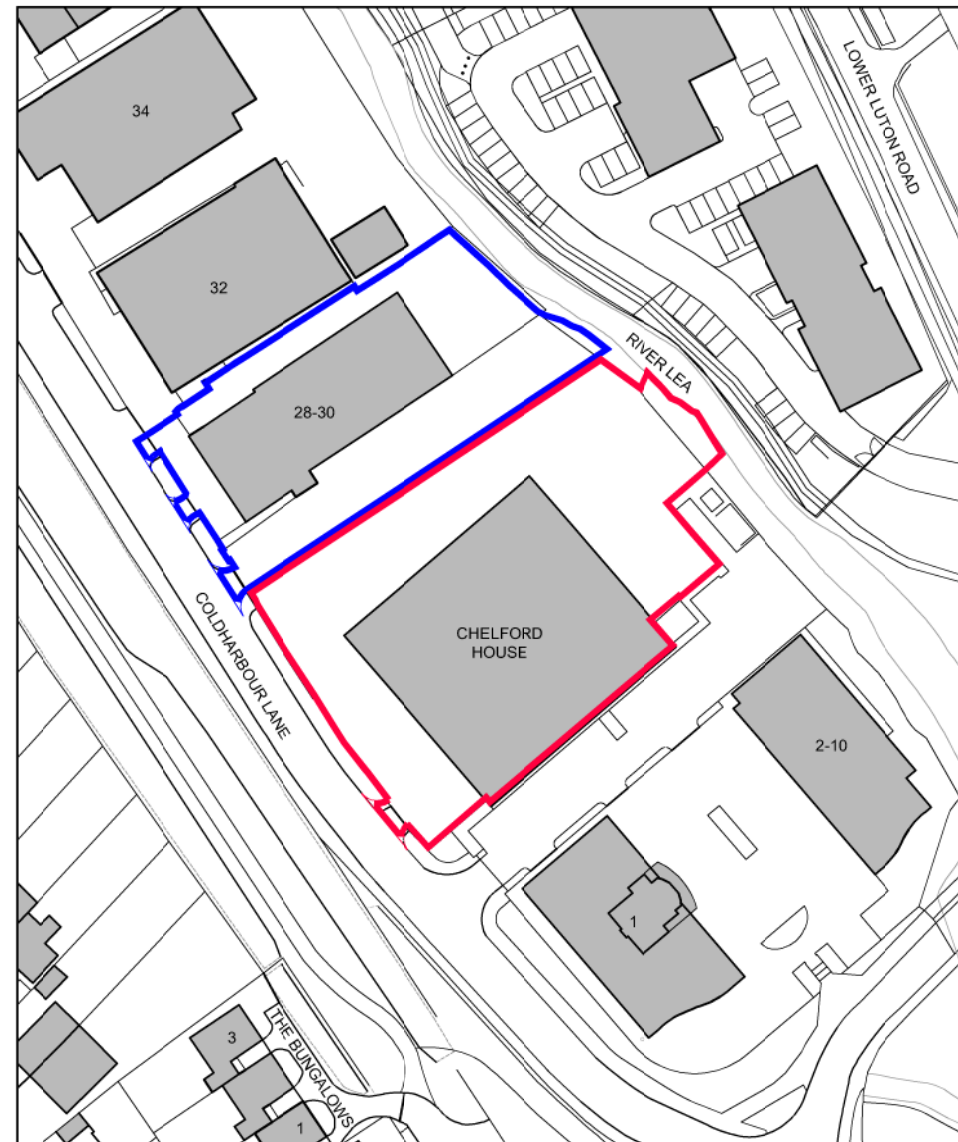 34
LOWER LUTON ROAD
32
RIVER LEA
28-30
COLDHARBOUR LANE
CHELFORD
HOUSE
2-10
1
3
THE BUNGALOWS
1